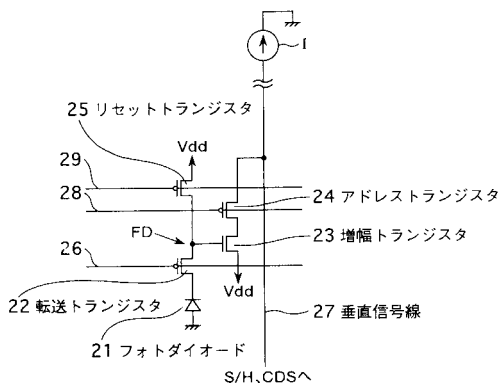 I
25 リセットトランジスタ
Vdd
29
28
24 アドレストランジスタ
FD
23 増幅トランジスタ
26
Vdd
22 転送トランジスタ
27 垂直信号線
21 フォトダイオード
S/H、CDSへ